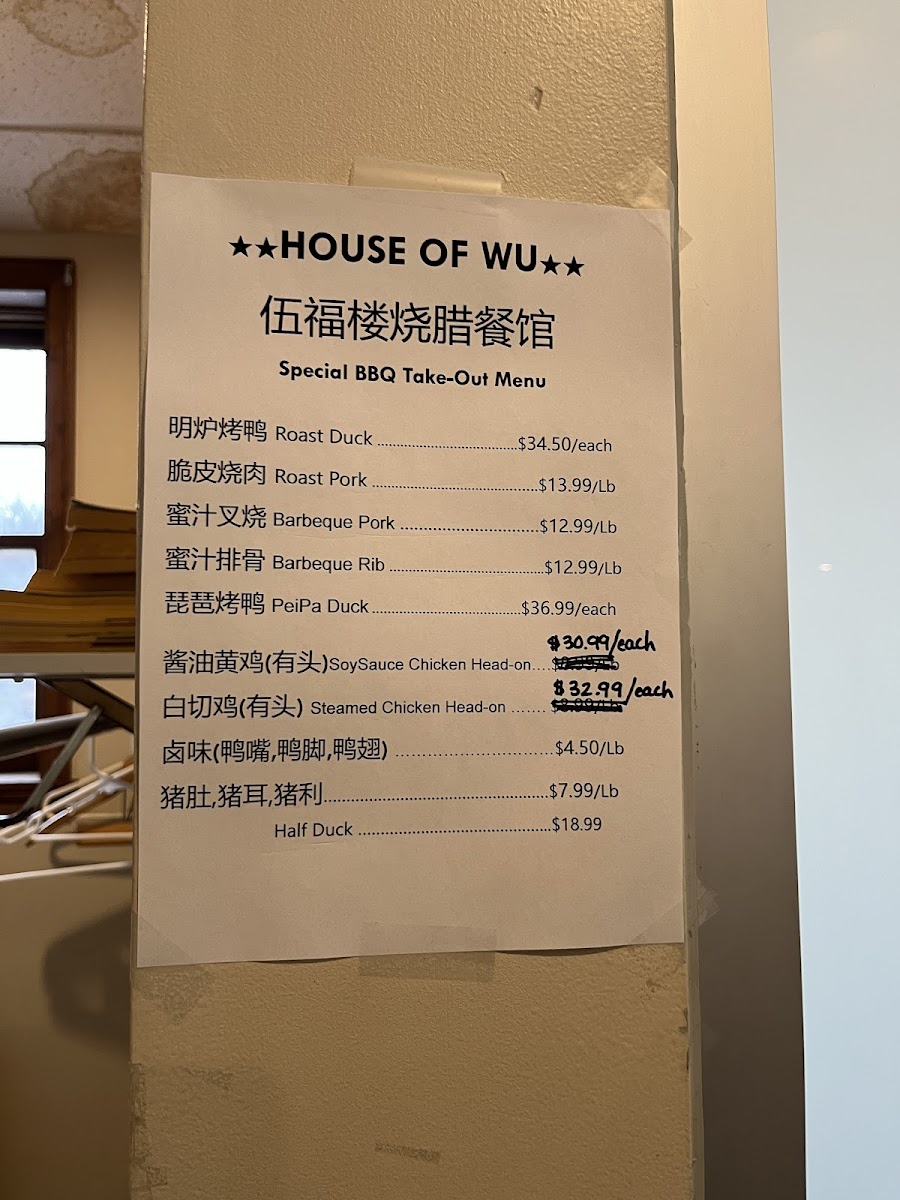 ★★HOUSE OF WU★★
伍福楼烧腊餐馆
Special BBQ Take-Out Menu
明炉烤鸭 Roast Duck ....................................$34.50/each
脆皮烧肉 Roast Pork ..........................................$13.99/Lb
蜜汁叉烧 Barbeque Pork ..............................$12.99/Lb
蜜汁排骨 Barbeque Rib .......................................$12.99/Lb
琵琶烤鸭 PeiPa Duck......................................$36.99/each
$30.99/each
酱油黄鸡(有头)SoySauce Chicken Head-on....
$32.99/each
白切鸡(有头) Steamed Chicken Head-on .......
卤味(鸭嘴,鸭脚,鸭翅) ................................$4.50/Lb
猪肚,猪耳,猪利..............................................$7.99/Lb
Half Duck ...........................................$18.99